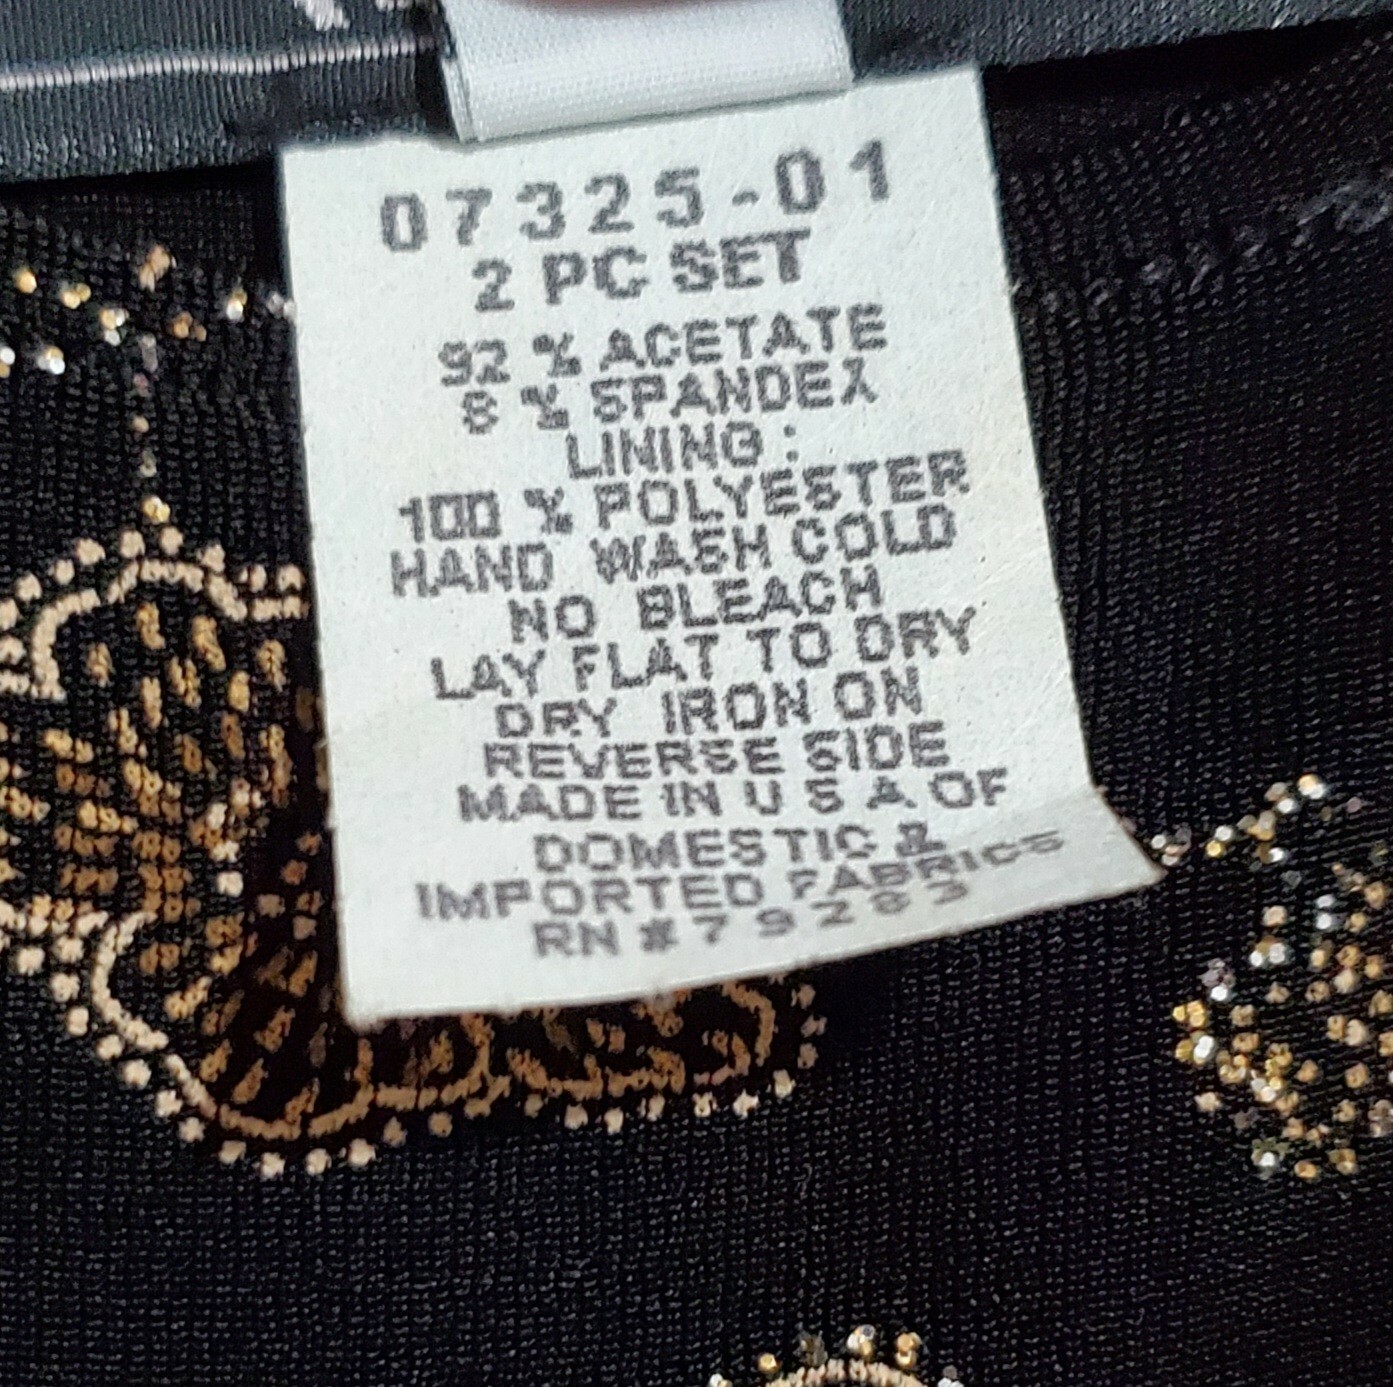 07325-01
2 PC SET
92 % ACETATE
8 % SPANDEX
LINING :
100 % POLYESTER
HAND WASH COLD
NO BLEACH
LAY FLAT TO DRY
DRY IRON ON
REVERSE SIDE
MADE IN U S A OF
DOMESTIC &
IMPORTED FABRICS
RN # 79283